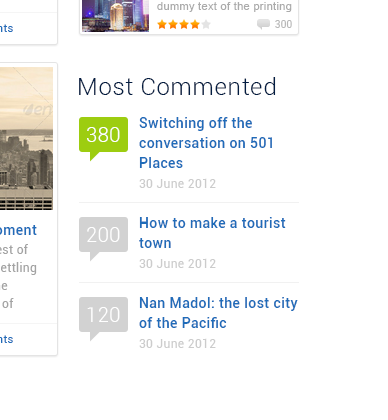 dummy text of the printing
300
nts
Most Commented
380
Switching off the
conversation on 501
Places
30 June 2012
200
How to make a tourist
town
30 June 2012
120
Nan Madol: the lost city
of the Pacific
30 June 2012
oment
est of
ettling
e
of
nts